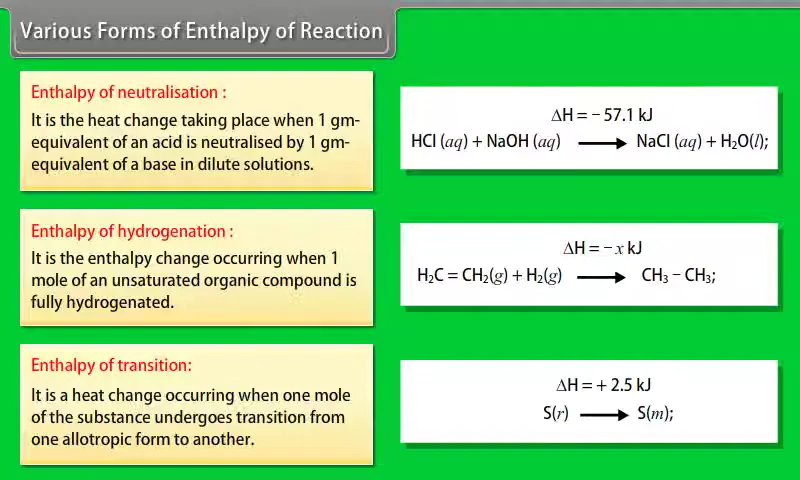 Various Forms of Enthalpy of Reaction
Enthalpy of neutralisation :
It is the heat change taking place when 1 gm-
equivalent of an acid is neutralised by 1 gm-
equivalent of a base in dilute solutions.
ΔH = − 57.1 kJ
HCl (aq) + NaOH (aq) ⟶ NaCl (aq) + H₂O(l);
Enthalpy of hydrogenation :
It is the enthalpy change occurring when 1
mole of an unsaturated organic compound is
fully hydrogenated.
ΔH = − x kJ
H₂C = CH₂(g) + H₂(g) ⟶ CH₃ − CH₃;
Enthalpy of transition:
It is a heat change occurring when one mole
of the substance undergoes transition from
one allotropic form to another.
ΔH = + 2.5 kJ
S(r) ⟶ S(m);